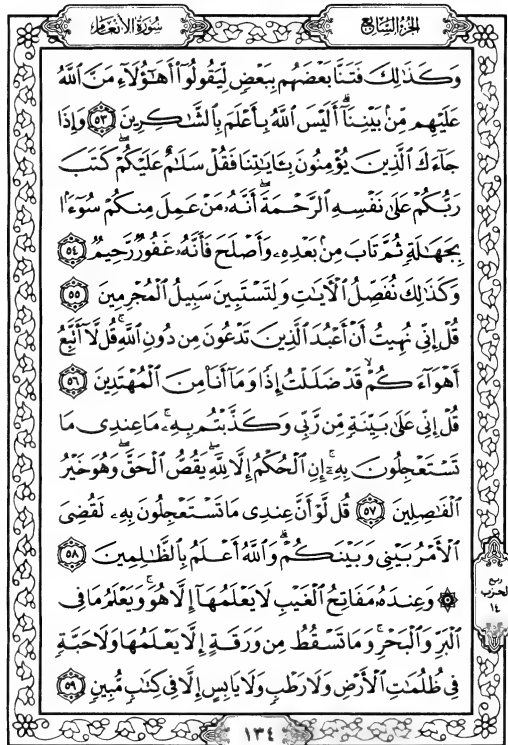 سُورَةُ الأنعَام
الجزء السابع
وَكَذَٰلِكَ فَتَنَّا بَعْضَهُم بِبَعْضٍ لِّيَقُولُوٓا۟ أَهَٰٓؤُلَآءِ مَنَّ ٱللَّهُ
عَلَيْهِم مِّنۢ بَيْنِنَآ ۗ أَلَيْسَ ٱللَّهُ بِأَعْلَمَ بِٱلشَّٰكِرِينَ ٥٣ وَإِذَا
جَآءَكَ ٱلَّذِينَ يُؤْمِنُونَ بِـَٔايَٰتِنَا فَقُلْ سَلَٰمٌ عَلَيْكُمْ ۖ كَتَبَ
رَبُّكُمْ عَلَىٰ نَفْسِهِ ٱلرَّحْمَةَ ۖ أَنَّهُۥ مَنْ عَمِلَ مِنكُمْ سُوٓءًۢا
بِجَهَٰلَةٍ ثُمَّ تَابَ مِنۢ بَعْدِهِۦ وَأَصْلَحَ فَأَنَّهُۥ غَفُورٌ رَّحِيمٌ ٥٤
وَكَذَٰلِكَ نُفَصِّلُ ٱلْءَايَٰتِ وَلِتَسْتَبِينَ سَبِيلُ ٱلْمُجْرِمِينَ ٥٥
قُلْ إِنِّى نُهِيتُ أَنْ أَعْبُدَ ٱلَّذِينَ تَدْعُونَ مِن دُونِ ٱللَّهِ ۚ قُل لَّآ أَتَّبِعُ
أَهْوَآءَكُمْ ۙ قَدْ ضَلَلْتُ إِذًا وَمَآ أَنَا۠ مِنَ ٱلْمُهْتَدِينَ ٥٦
قُلْ إِنِّى عَلَىٰ بَيِّنَةٍ مِّن رَّبِّى وَكَذَّبْتُم بِهِۦ ۚ مَا عِندِى مَا
تَسْتَعْجِلُونَ بِهِۦٓ ۚ إِنِ ٱلْحُكْمُ إِلَّا لِلَّهِ ۖ يَقُصُّ ٱلْحَقَّ ۖ وَهُوَ خَيْرُ
ٱلْفَٰصِلِينَ ٥٧ قُل لَّوْ أَنَّ عِندِى مَا تَسْتَعْجِلُونَ بِهِۦ لَقُضِىَ
ٱلْأَمْرُ بَيْنِى وَبَيْنَكُمْ ۗ وَٱللَّهُ أَعْلَمُ بِٱلظَّٰلِمِينَ ٥٨
۞ وَعِندَهُۥ مَفَاتِحُ ٱلْغَيْبِ لَا يَعْلَمُهَآ إِلَّا هُوَ ۚ وَيَعْلَمُ مَا فِى
ٱلْبَرِّ وَٱلْبَحْرِ ۚ وَمَا تَسْقُطُ مِن وَرَقَةٍ إِلَّا يَعْلَمُهَا وَلَا حَبَّةٍ
فِى ظُلُمَٰتِ ٱلْأَرْضِ وَلَا رَطْبٍ وَلَا يَابِسٍ إِلَّا فِى كِتَٰبٍ مُّبِينٍ ٥٩
ربع
الحزب
١٤
١٣٤